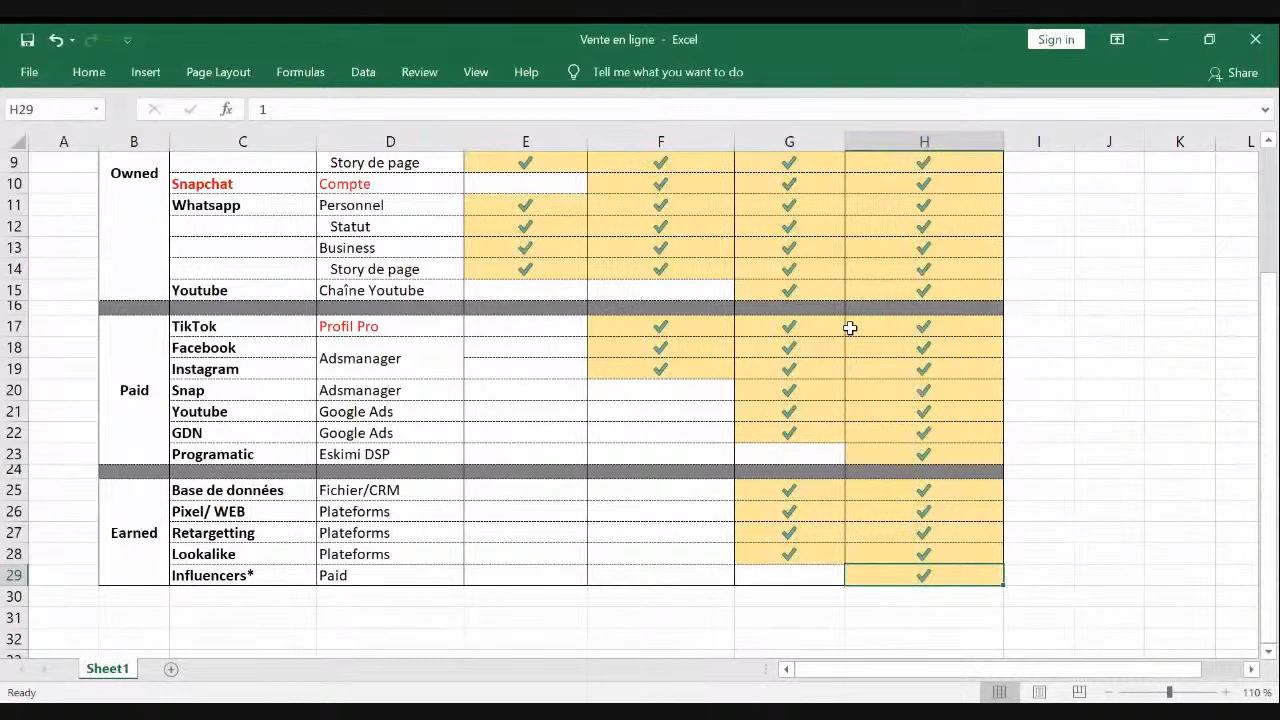 Vente en ligne - Excel
Sign in
File Home Insert Page Layout Formulas Data Review View Help Tell me what you want to do Share
H29 fx 1
A B C D E F G H I J K L
9 Story de page
Owned
10 Snapchat Compte
11 Whatsapp Personnel
12 Statut
13 Business
14 Story de page
15 Youtube Chaîne Youtube
16
17 TikTok Profil Pro
18 Facebook
Adsmanager
19 Instagram
20 Paid Snap Adsmanager
21 Youtube Google Ads
22 GDN Google Ads
23 Programatic Eskimi DSP
24
25 Base de données Fichier/CRM
26 Pixel/ WEB Plateforms
27 Earned Retargetting Plateforms
28 Lookalike Plateforms
29 Influencers* Paid
30
31
32
Sheet1
Ready 110 %